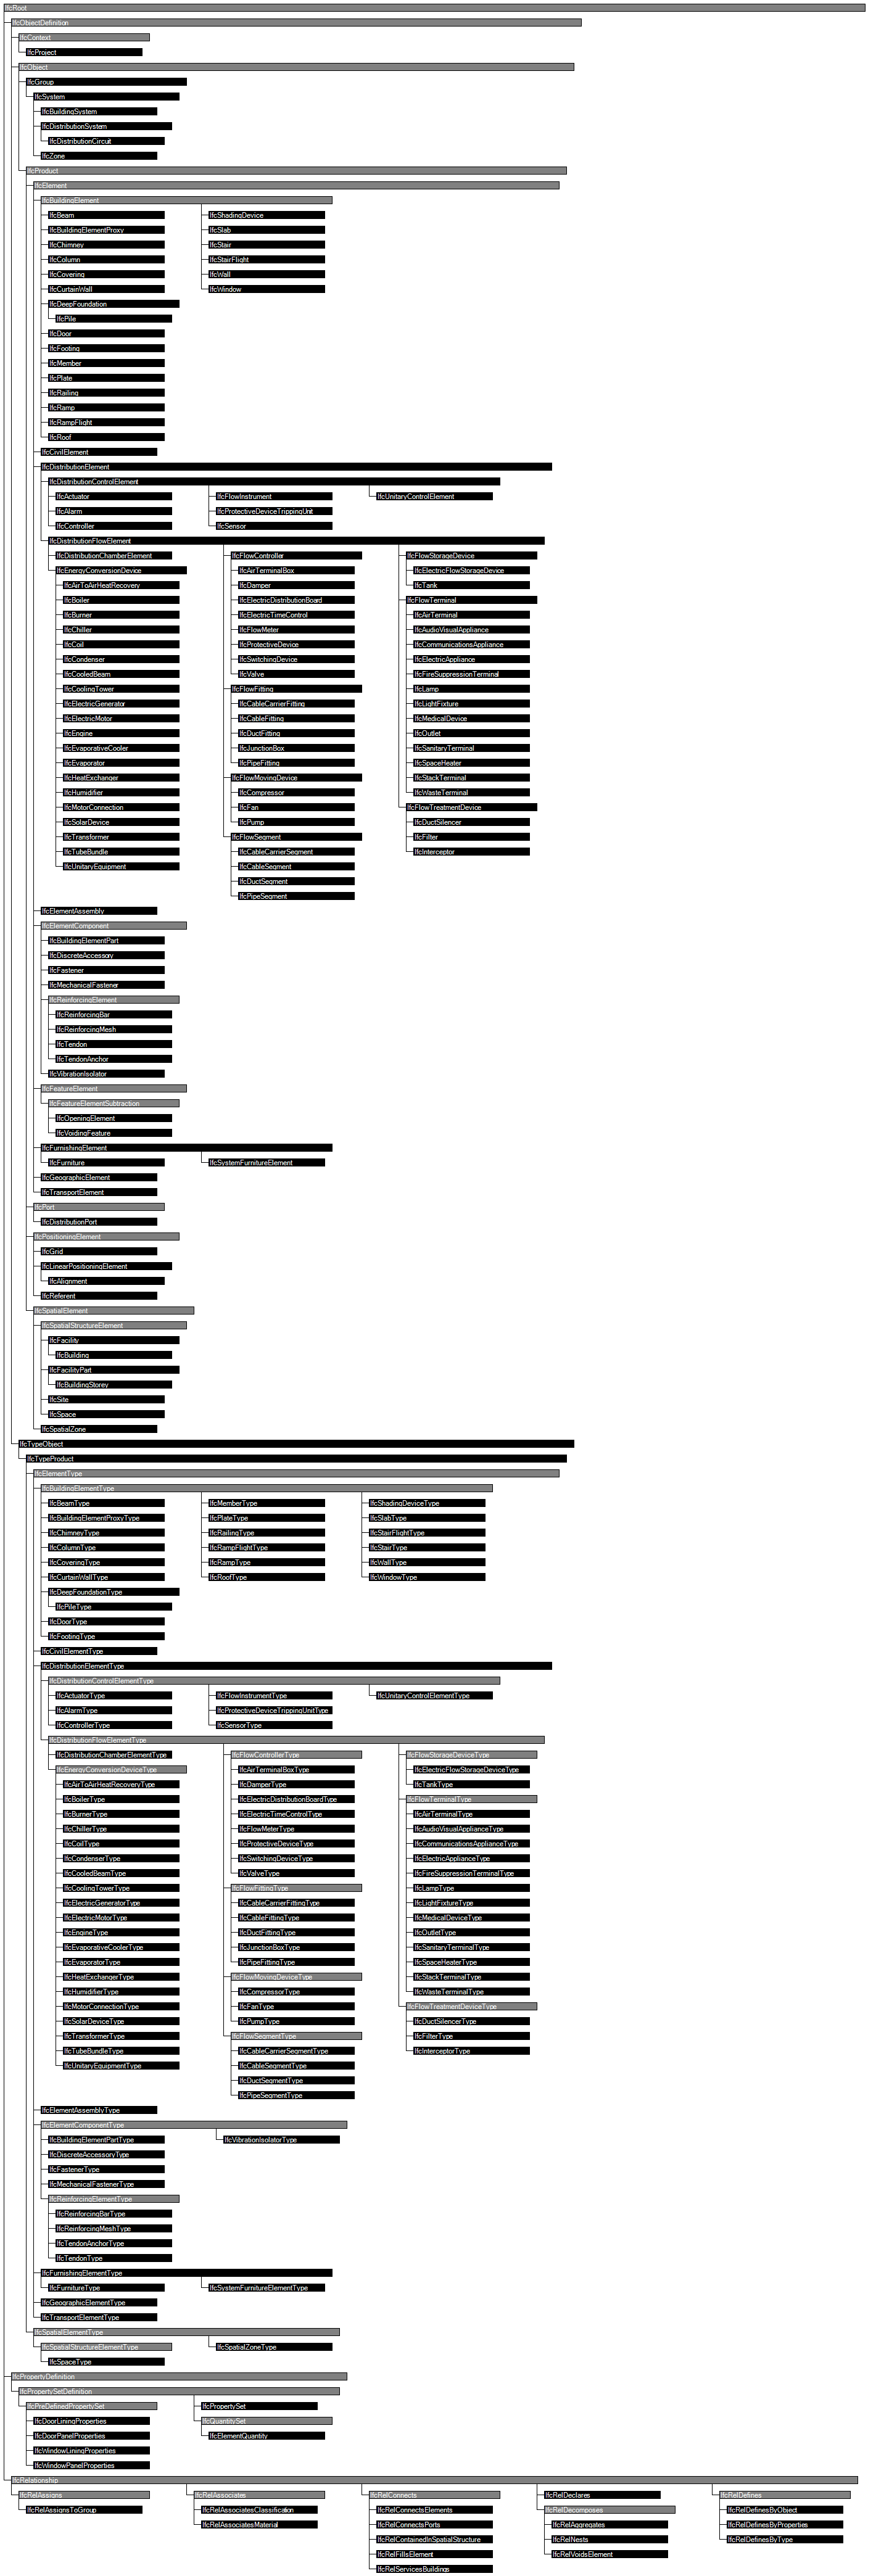 IfcRoot
IfcObjectDefinition
IfcContext
IfcProject
IfcObject
IfcGroup
IfcSystem
IfcBuildingSystem
IfcDistributionSystem
IfcDistributionCircuit
IfcZone
IfcProduct
IfcElement
IfcBuildingElement
IfcBeam
IfcBuildingElementProxy
IfcChimney
IfcColumn
IfcCovering
IfcCurtainWall
IfcDeepFoundation
IfcPile
IfcDoor
IfcFooting
IfcMember
IfcPlate
IfcRailing
IfcRamp
IfcRampFlight
IfcRoof
IfcShadingDevice
IfcSlab
IfcStair
IfcStairFlight
IfcWall
IfcWindow
IfcCivilElement
IfcDistributionElement
IfcDistributionControlElement
IfcActuator
IfcAlarm
IfcController
IfcFlowInstrument
IfcProtectiveDeviceTrippingUnit
IfcSensor
IfcUnitaryControlElement
IfcDistributionFlowElement
IfcDistributionChamberElement
IfcEnergyConversionDevice
IfcAirToAirHeatRecovery
IfcBoiler
IfcBurner
IfcChiller
IfcCoil
IfcCondenser
IfcCooledBeam
IfcCoolingTower
IfcElectricGenerator
IfcElectricMotor
IfcEngine
IfcEvaporativeCooler
IfcEvaporator
IfcHeatExchanger
IfcHumidifier
IfcMotorConnection
IfcSolarDevice
IfcTransformer
IfcTubeBundle
IfcUnitaryEquipment
IfcFlowController
IfcAirTerminalBox
IfcDamper
IfcElectricDistributionBoard
IfcElectricTimeControl
IfcFlowMeter
IfcProtectiveDevice
IfcSwitchingDevice
IfcValve
IfcFlowFitting
IfcCableCarrierFitting
IfcCableFitting
IfcDuctFitting
IfcJunctionBox
IfcPipeFitting
IfcFlowMovingDevice
IfcCompressor
IfcFan
IfcPump
IfcFlowSegment
IfcCableCarrierSegment
IfcCableSegment
IfcDuctSegment
IfcPipeSegment
IfcFlowStorageDevice
IfcElectricFlowStorageDevice
IfcTank
IfcFlowTerminal
IfcAirTerminal
IfcAudioVisualAppliance
IfcCommunicationsAppliance
IfcElectricAppliance
IfcFireSuppressionTerminal
IfcLamp
IfcLightFixture
IfcMedicalDevice
IfcOutlet
IfcSanitaryTerminal
IfcSpaceHeater
IfcStackTerminal
IfcWasteTerminal
IfcFlowTreatmentDevice
IfcDuctSilencer
IfcFilter
IfcInterceptor
IfcElementAssembly
IfcElementComponent
IfcBuildingElementPart
IfcDiscreteAccessory
IfcFastener
IfcMechanicalFastener
IfcReinforcingElement
IfcReinforcingBar
IfcReinforcingMesh
IfcTendon
IfcTendonAnchor
IfcVibrationIsolator
IfcFeatureElement
IfcFeatureElementSubtraction
IfcOpeningElement
IfcVoidingFeature
IfcFurnishingElement
IfcFurniture
IfcSystemFurnitureElement
IfcGeographicElement
IfcTransportElement
IfcPort
IfcDistributionPort
IfcPositioningElement
IfcGrid
IfcLinearPositioningElement
IfcAlignment
IfcReferent
IfcSpatialElement
IfcSpatialStructureElement
IfcFacility
IfcBuilding
IfcFacilityPart
IfcBuildingStorey
IfcSite
IfcSpace
IfcSpatialZone
IfcTypeObject
IfcTypeProduct
IfcElementType
IfcBuildingElementType
IfcBeamType
IfcBuildingElementProxyType
IfcChimneyType
IfcColumnType
IfcCoveringType
IfcCurtainWallType
IfcDeepFoundationType
IfcPileType
IfcDoorType
IfcFootingType
IfcMemberType
IfcPlateType
IfcRailingType
IfcRampFlightType
IfcRampType
IfcRoofType
IfcShadingDeviceType
IfcSlabType
IfcStairFlightType
IfcStairType
IfcWallType
IfcWindowType
IfcCivilElementType
IfcDistributionElementType
IfcDistributionControlElementType
IfcActuatorType
IfcAlarmType
IfcControllerType
IfcFlowInstrumentType
IfcProtectiveDeviceTrippingUnitType
IfcSensorType
IfcUnitaryControlElementType
IfcDistributionFlowElementType
IfcDistributionChamberElementType
IfcEnergyConversionDeviceType
IfcAirToAirHeatRecoveryType
IfcBoilerType
IfcBurnerType
IfcChillerType
IfcCoilType
IfcCondenserType
IfcCooledBeamType
IfcCoolingTowerType
IfcElectricGeneratorType
IfcElectricMotorType
IfcEngineType
IfcEvaporativeCoolerType
IfcEvaporatorType
IfcHeatExchangerType
IfcHumidifierType
IfcMotorConnectionType
IfcSolarDeviceType
IfcTransformerType
IfcTubeBundleType
IfcUnitaryEquipmentType
IfcFlowControllerType
IfcAirTerminalBoxType
IfcDamperType
IfcElectricDistributionBoardType
IfcElectricTimeControlType
IfcFlowMeterType
IfcProtectiveDeviceType
IfcSwitchingDeviceType
IfcValveType
IfcFlowFittingType
IfcCableCarrierFittingType
IfcCableFittingType
IfcDuctFittingType
IfcJunctionBoxType
IfcPipeFittingType
IfcFlowMovingDeviceType
IfcCompressorType
IfcFanType
IfcPumpType
IfcFlowSegmentType
IfcCableCarrierSegmentType
IfcCableSegmentType
IfcDuctSegmentType
IfcPipeSegmentType
IfcFlowStorageDeviceType
IfcElectricFlowStorageDeviceType
IfcTankType
IfcFlowTerminalType
IfcAirTerminalType
IfcAudioVisualApplianceType
IfcCommunicationsApplianceType
IfcElectricApplianceType
IfcFireSuppressionTerminalType
IfcLampType
IfcLightFixtureType
IfcMedicalDeviceType
IfcOutletType
IfcSanitaryTerminalType
IfcSpaceHeaterType
IfcStackTerminalType
IfcWasteTerminalType
IfcFlowTreatmentDeviceType
IfcDuctSilencerType
IfcFilterType
IfcInterceptorType
IfcElementAssemblyType
IfcElementComponentType
IfcBuildingElementPartType
IfcDiscreteAccessoryType
IfcFastenerType
IfcMechanicalFastenerType
IfcReinforcingElementType
IfcReinforcingBarType
IfcReinforcingMeshType
IfcTendonAnchorType
IfcTendonType
IfcVibrationIsolatorType
IfcFurnishingElementType
IfcFurnitureType
IfcSystemFurnitureElementType
IfcGeographicElementType
IfcTransportElementType
IfcSpatialElementType
IfcSpatialStructureElementType
IfcSpaceType
IfcSpatialZoneType
IfcPropertyDefinition
IfcPropertySetDefinition
IfcPreDefinedPropertySet
IfcDoorLiningProperties
IfcDoorPanelProperties
IfcWindowLiningProperties
IfcWindowPanelProperties
IfcPropertySet
IfcQuantitySet
IfcElementQuantity
IfcRelationship
IfcRelAssigns
IfcRelAssignsToGroup
IfcRelAssociates
IfcRelAssociatesClassification
IfcRelAssociatesMaterial
IfcRelConnects
IfcRelConnectsElements
IfcRelConnectsPorts
IfcRelContainedInSpatialStructure
IfcRelFillsElement
IfcRelServicesBuildings
IfcRelDeclares
IfcRelDecomposes
IfcRelAggregates
IfcRelNests
IfcRelVoidsElement
IfcRelDefines
IfcRelDefinesByObject
IfcRelDefinesByProperties
IfcRelDefinesByType